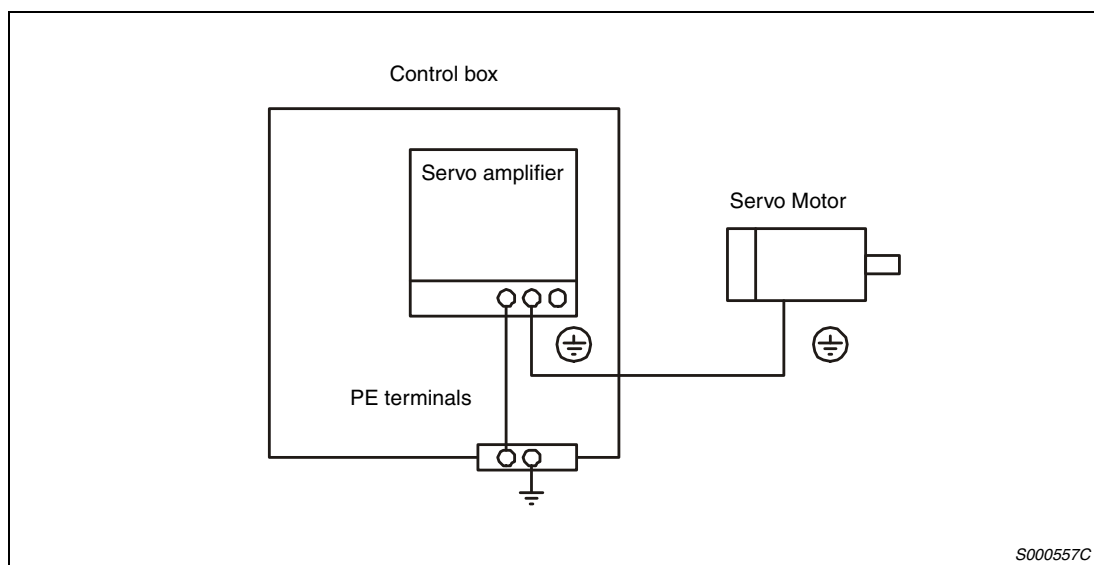 Control box
Servo amplifier
Servo Motor
PE terminals
S000557C